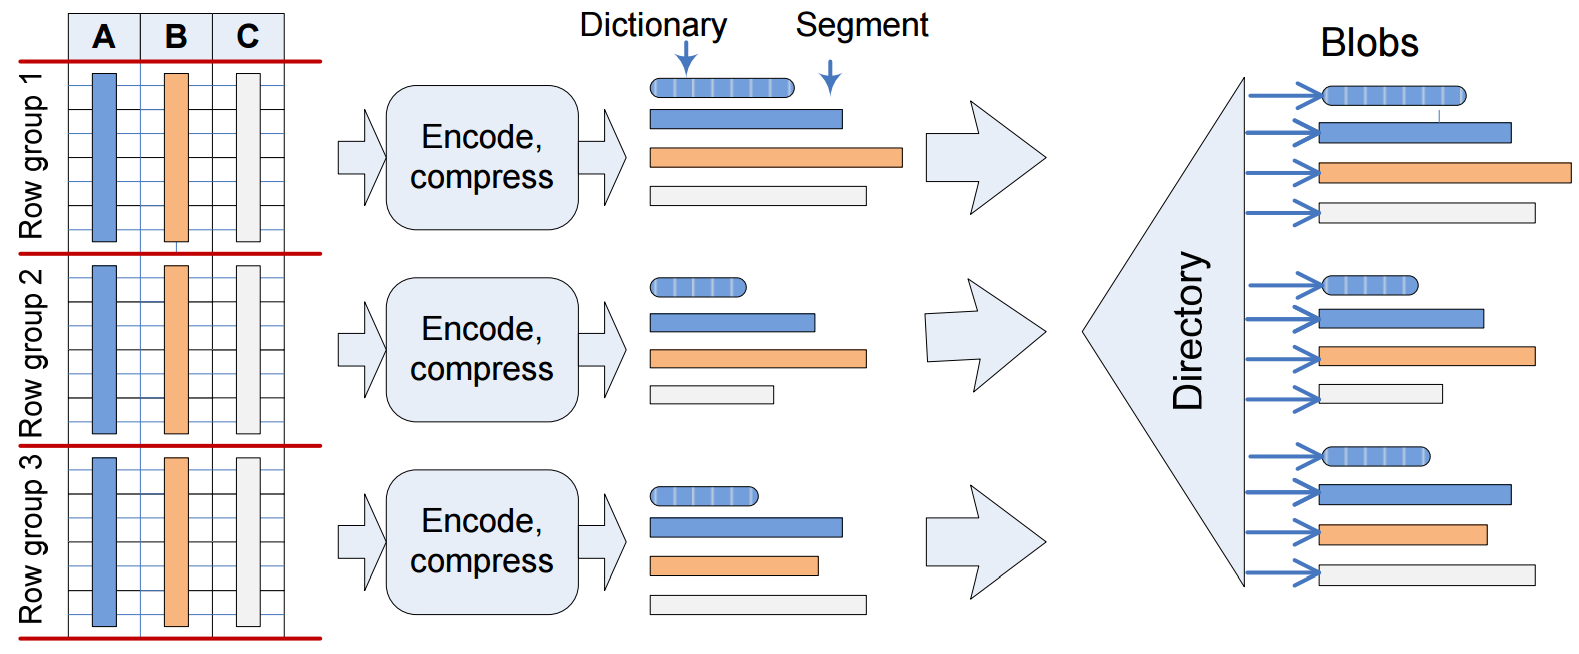 A B C
Row group 1
Row group 2
Row group 3
Encode,
compress
Encode,
compress
Encode,
compress
Dictionary
Segment
Directory
Blobs